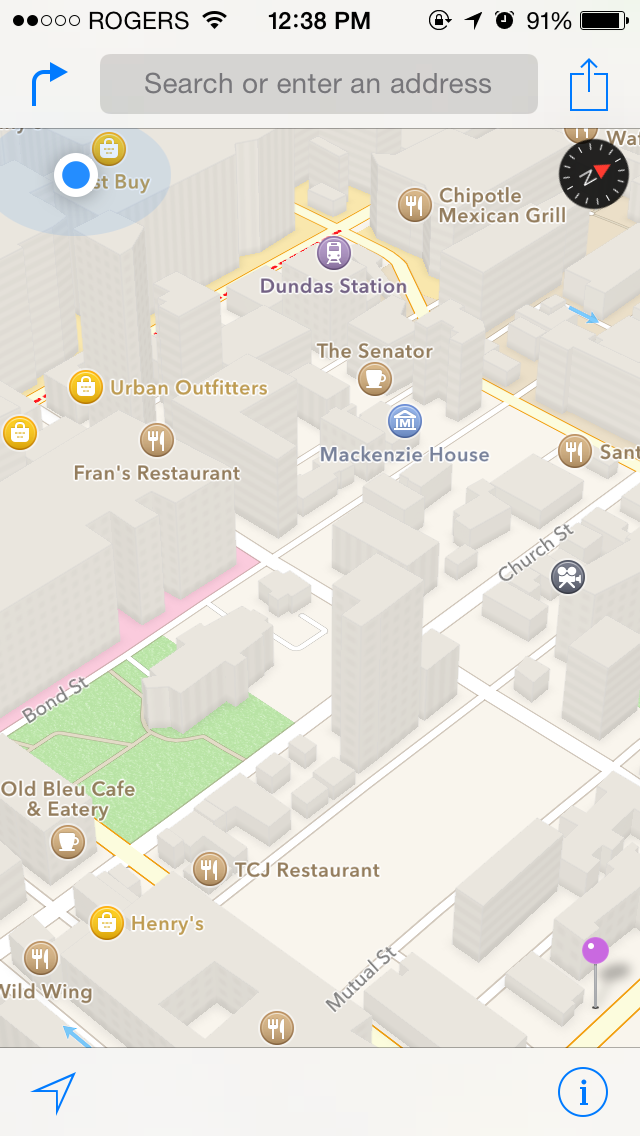 ROGERS 12:38 PM 91%
Search or enter an address
st Buy
Wat
N
Chipotle
Mexican Grill
Dundas Station
The Senator
Urban Outfitters
Mackenzie House
Sant
Fran's Restaurant
Church St
Bond St
Old Bleu Cafe
& Eatery
TCJ Restaurant
Henry's
Mutual St
Wild Wing
i